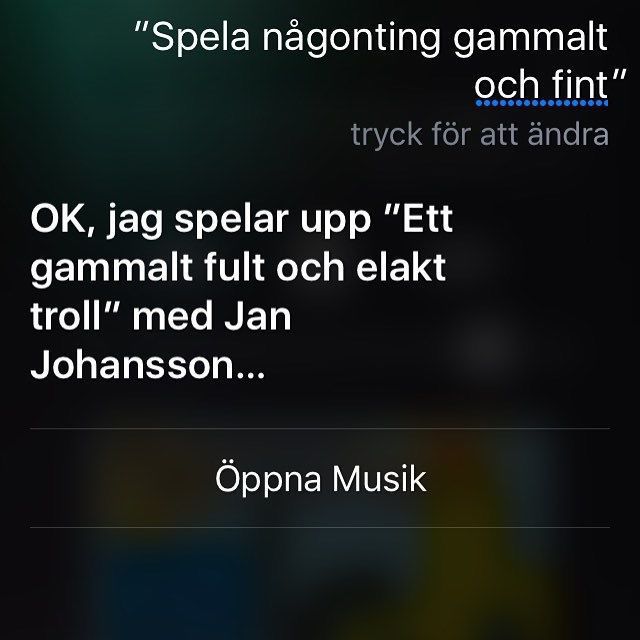 ”Spela någonting gammalt
och fint”
tryck för att ändra
OK, jag spelar upp ”Ett
gammalt fult och elakt
troll” med Jan
Johansson...
Öppna Musik